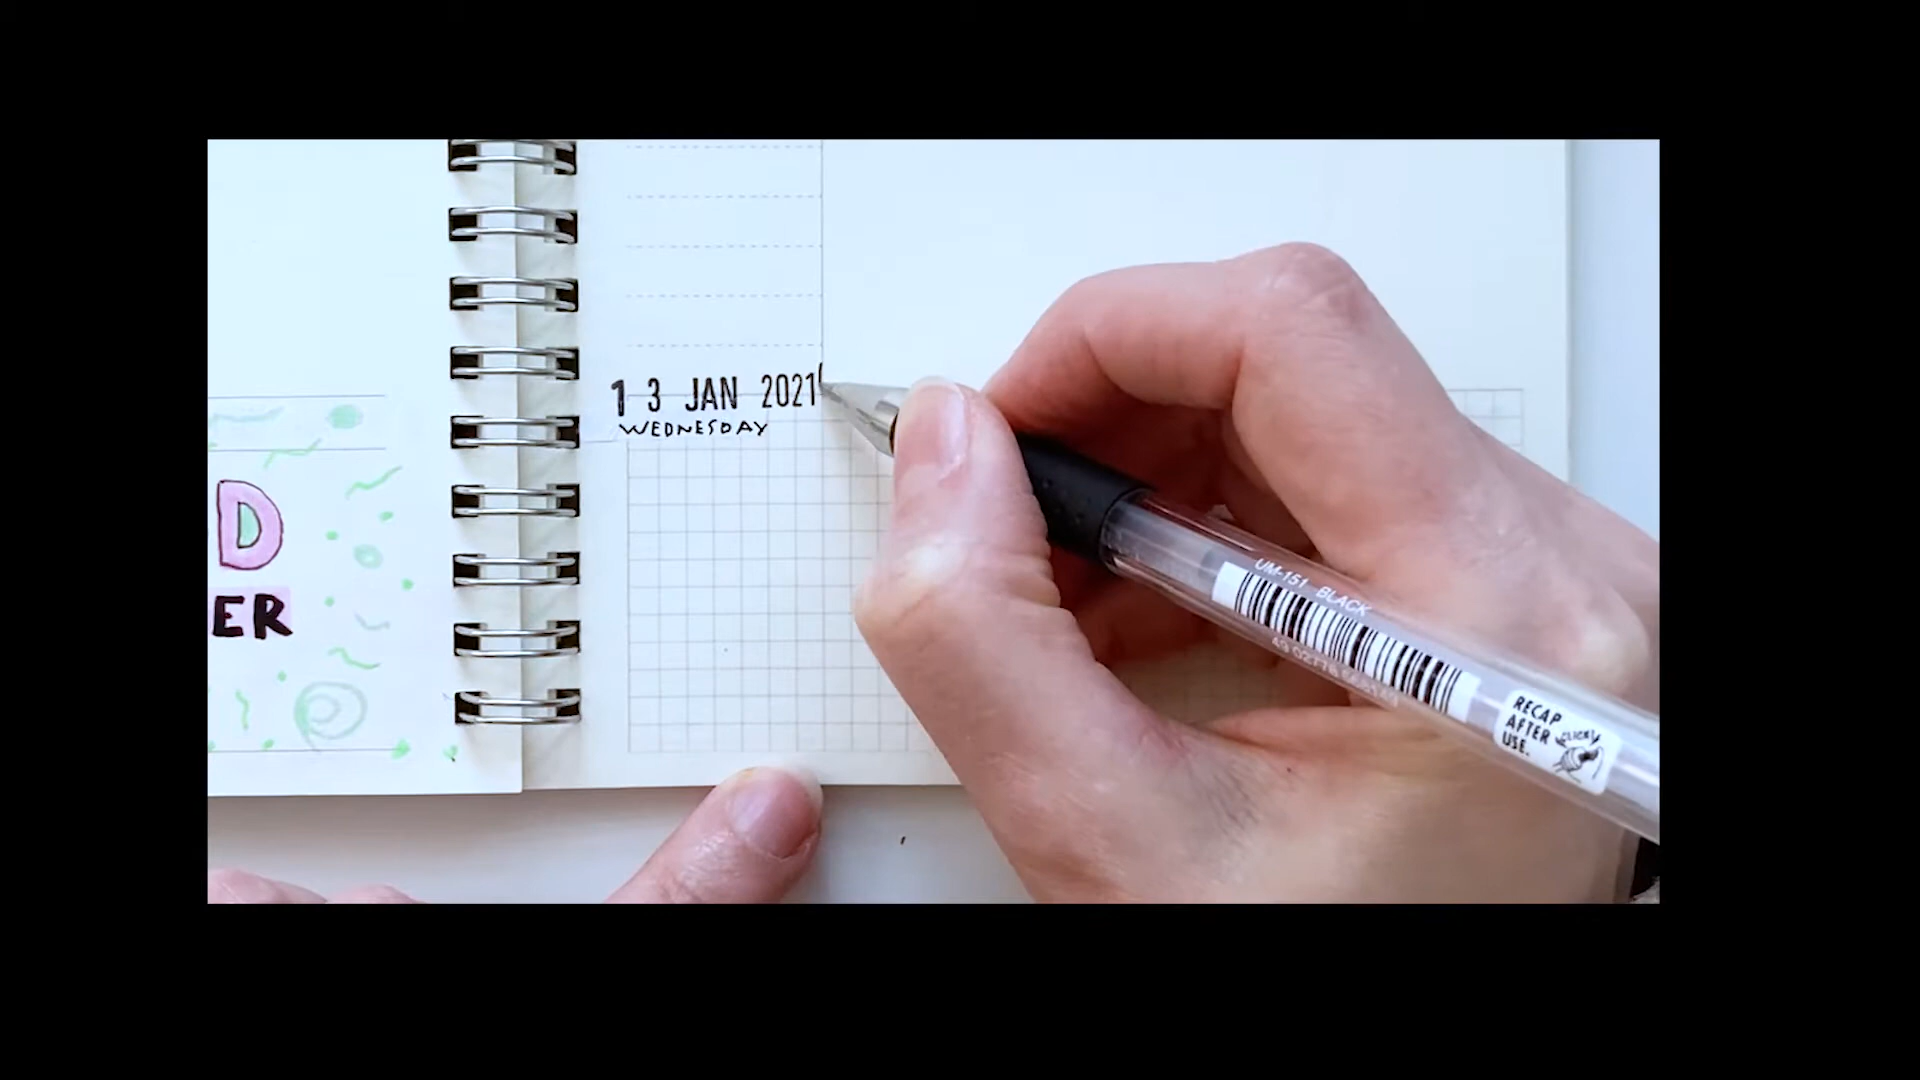 13 JAN 2021
WEDNESDAY
D
ER
UM-151 BLACK
RECAP
AFTER
USE.
CLICK!